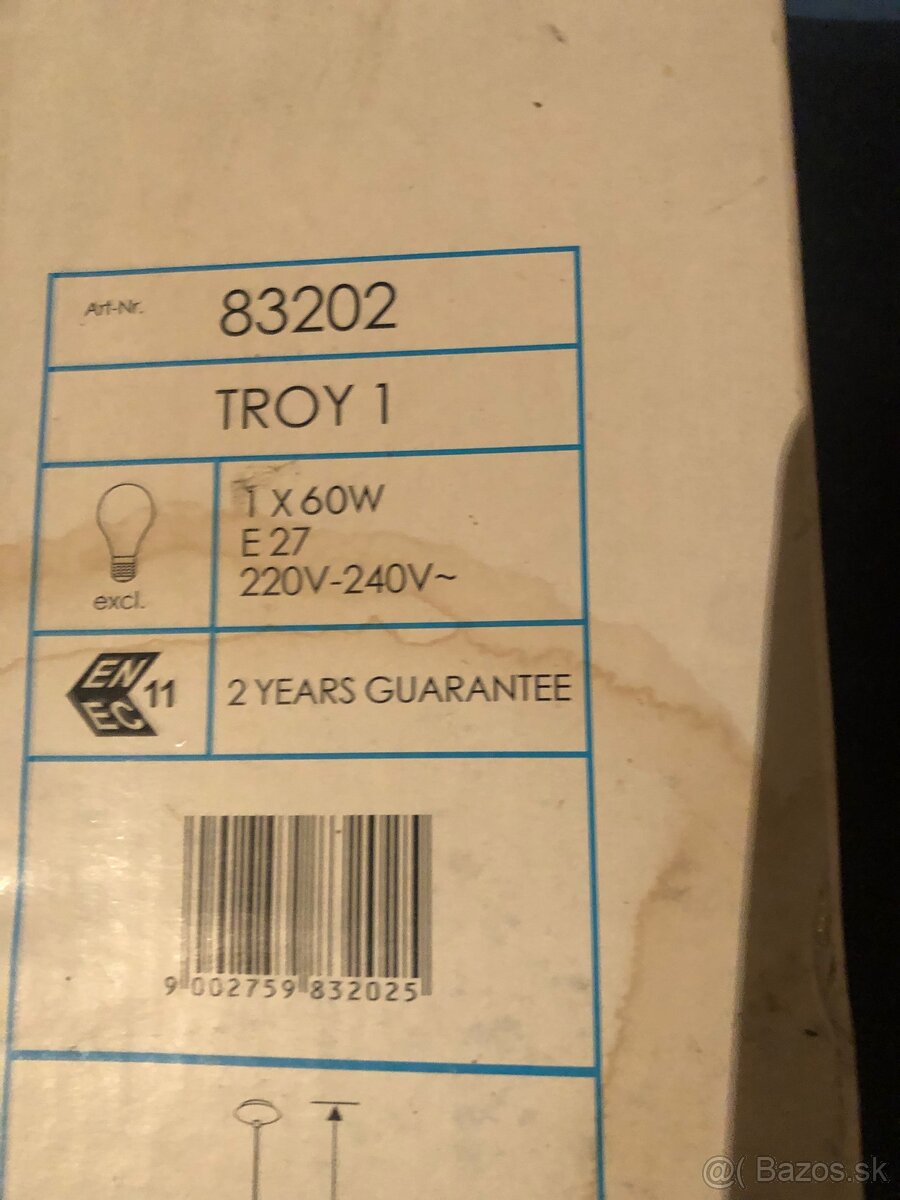 Art-Nr. 83202
TROY 1
1 X 60W
E 27
220V-240V~
excl.
EN
EC
11
2 YEARS GUARANTEE
9 002759 832025
@( Bazos.sk